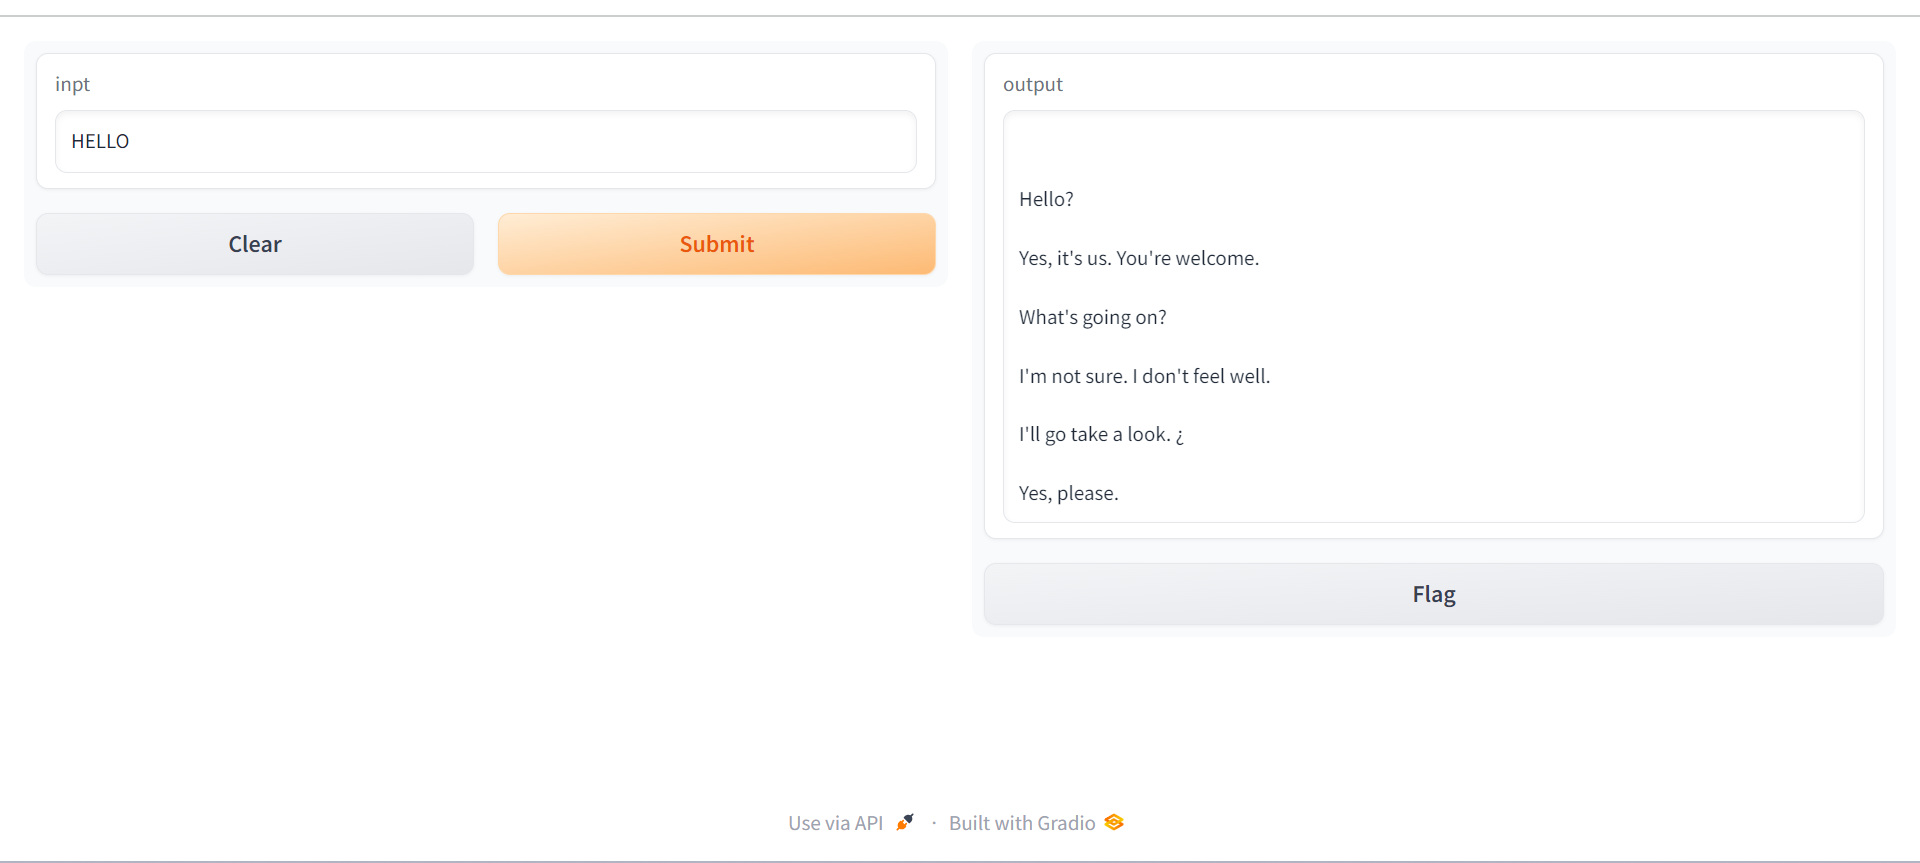 inpt
HELLO
Clear
Submit
output
Hello?
Yes, it's us. You're welcome.
What's going on?
I'm not sure. I don't feel well.
I'll go take a look. ¿
Yes, please.
Flag
Use via API · Built with Gradio